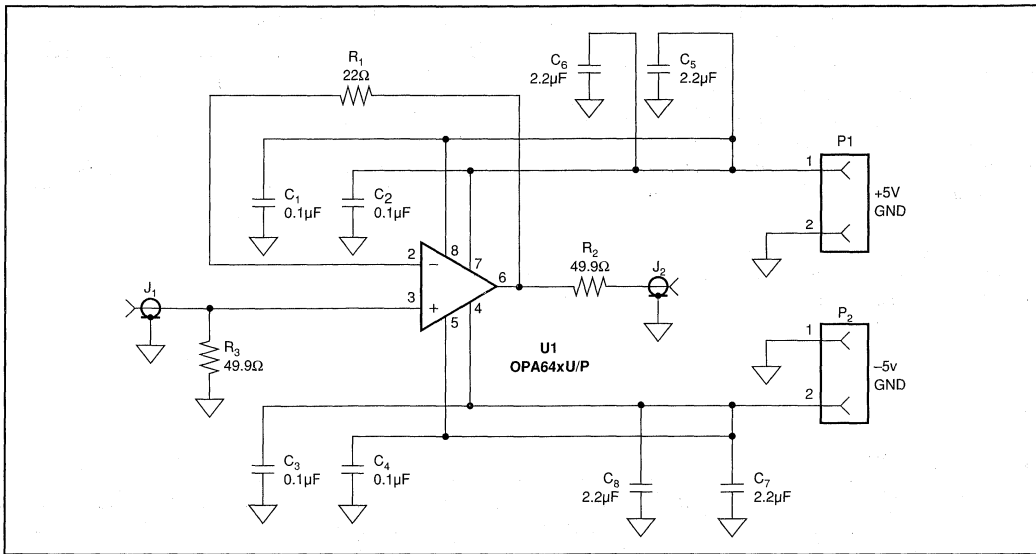 R1
22Ω
C6
2.2µF
C5
2.2µF
P1
1
+5V
GND
2
C1
0.1µF
C2
0.1µF
8
7
2
–
R2
49.9Ω
J2
6
J1
3
+
4
5
R3
49.9Ω
U1
OPA64xU/P
P2
1
–5v
GND
2
C3
0.1µF
C4
0.1µF
C8
2.2µF
C7
2.2µF